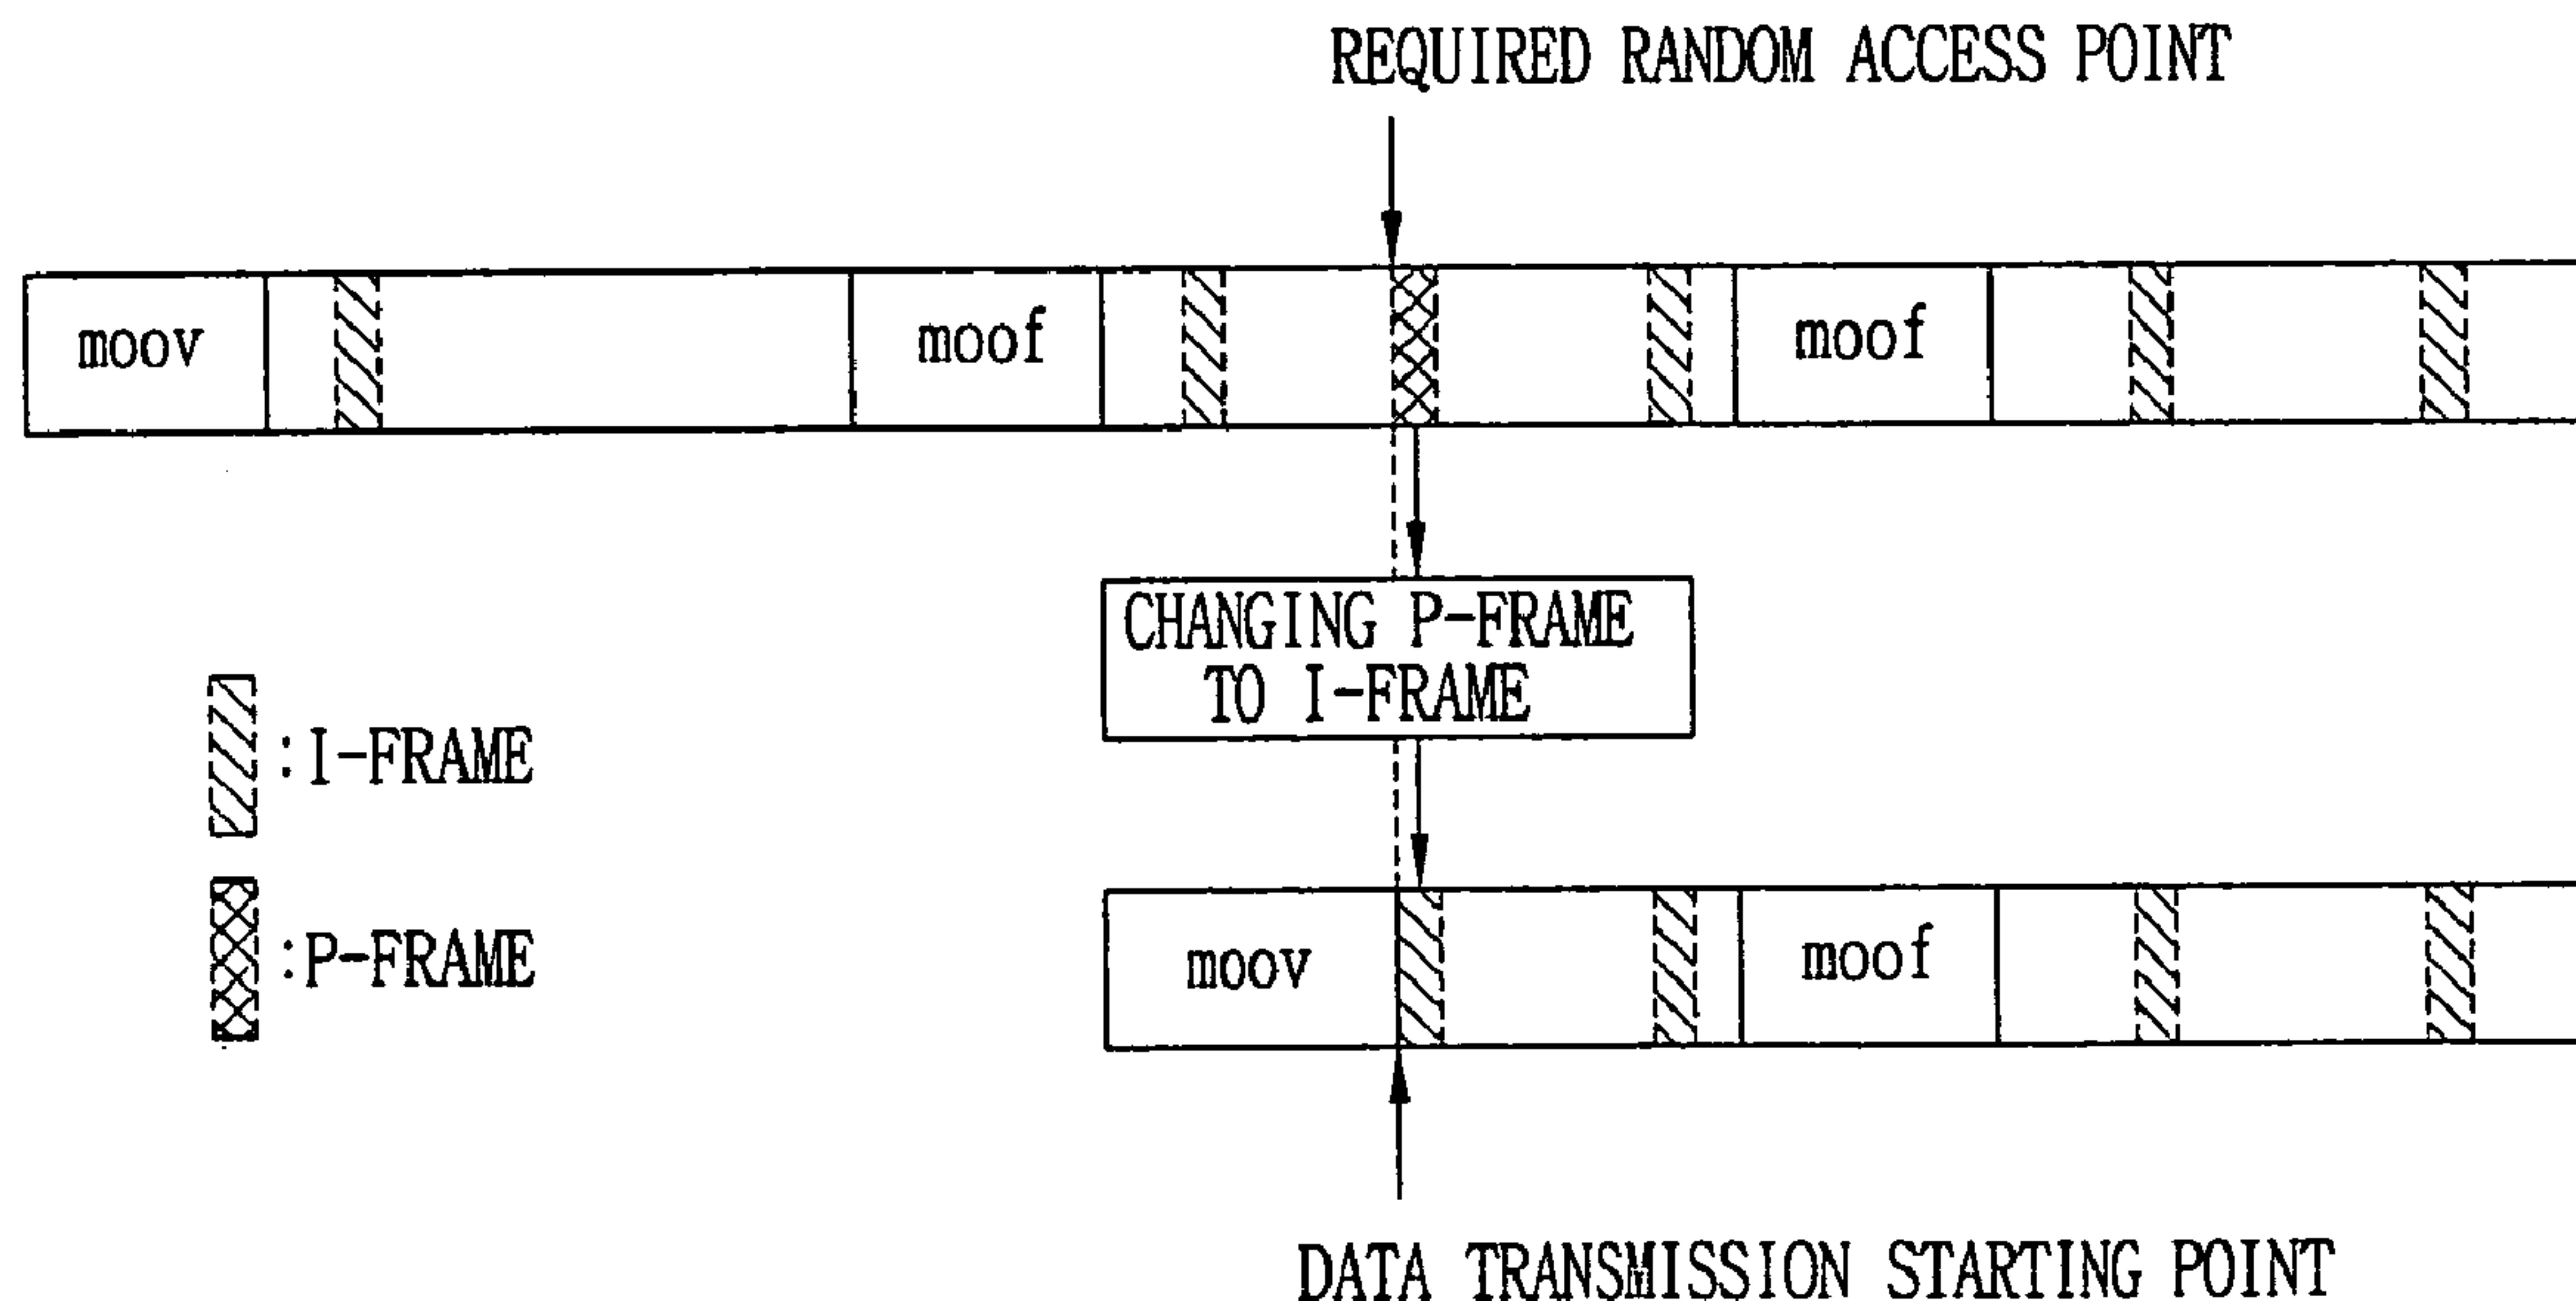 REQUIRED RANDOM ACCESS POINT
moov moof moof
CHANGING P-FRAME
TO I-FRAME
:I-FRAME
:P-FRAME
moov moof
DATA TRANSMISSION STARTING POINT